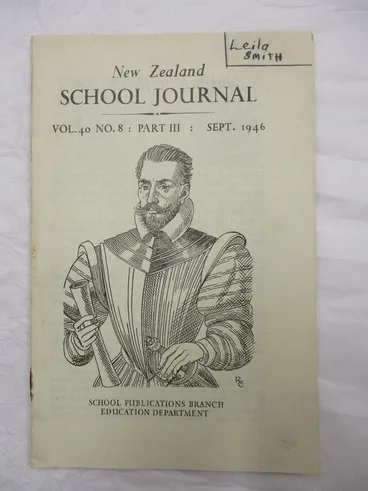 Leila
SMITH
New Zealand
SCHOOL JOURNAL
VOL. 40 NO. 8 : PART III : SEPT. 1946
SCHOOL PUBLICATIONS BRANCH
EDUCATION DEPARTMENT